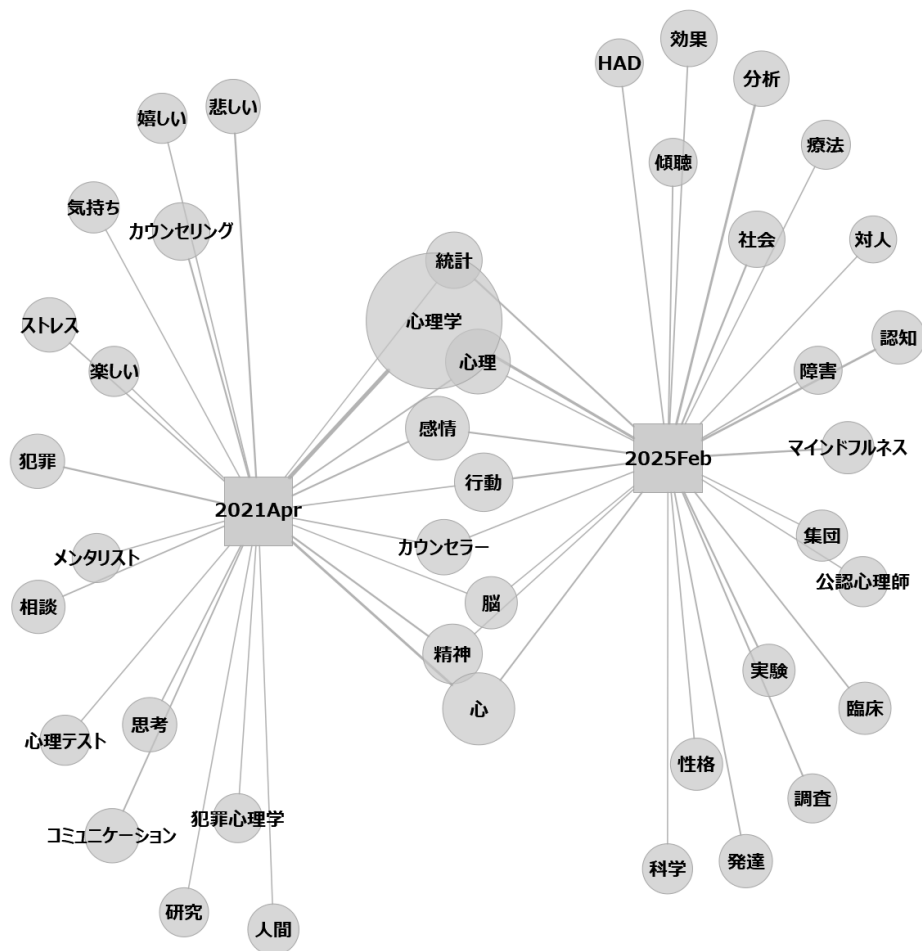 効果
HAD
分析
悲しい
嬉しい
療法
傾聴
気持ち
カウンセリング
社会
対人
統計
心理学
ストレス
認知
心理
楽しい
障害
感情
マインドフルネス
2025Feb
犯罪
行動
2021Apr
集団
カウンセラー
メンタリスト
公認心理師
脳
相談
精神
実験
心
臨床
思考
心理テスト
性格
調査
犯罪心理学
コミュニケーション
発達
科学
研究
人間